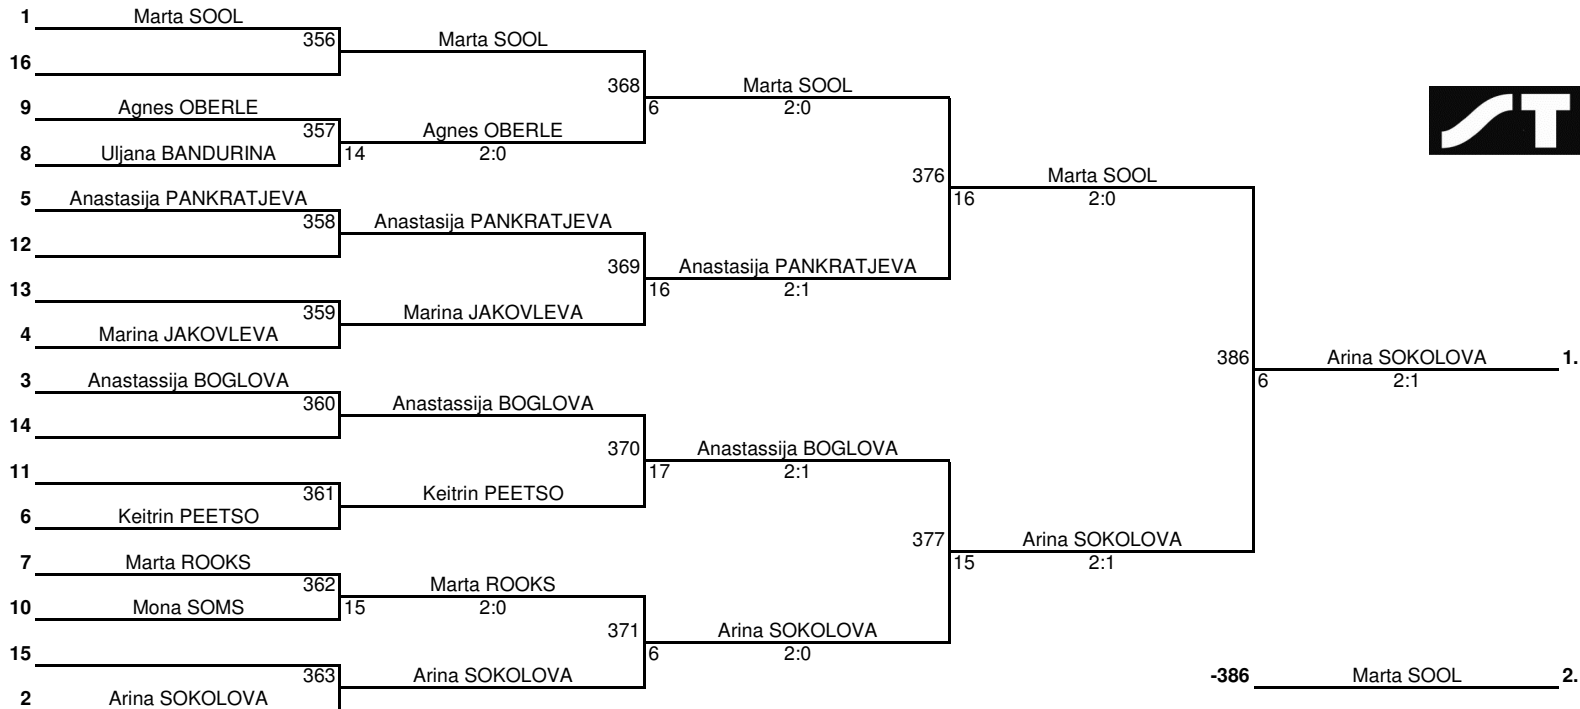 1 Marta SOOL
356 Marta SOOL
16
368 Marta SOOL
9 Agnes OBERLE
6 2:0
357 Agnes OBERLE
8 Uljana BANDURINA
14 2:0
ST
376 Marta SOOL
5 Anastasija PANKRATJEVA
16 2:0
358 Anastasija PANKRATJEVA
12
369 Anastasija PANKRATJEVA
13
16 2:1
359 Marina JAKOVLEVA
4 Marina JAKOVLEVA
386 Arina SOKOLOVA 1.
3 Anastassija BOGLOVA
6 2:1
360 Anastassija BOGLOVA
14
370 Anastassija BOGLOVA
11
17 2:1
361 Keitrin PEETSO
6 Keitrin PEETSO
377 Arina SOKOLOVA
7 Marta ROOKS
15 2:1
362 Marta ROOKS
10 Mona SOMS
15 2:0
371 Arina SOKOLOVA
15
6 2:0
363 Arina SOKOLOVA
-386 Marta SOOL 2.
2 Arina SOKOLOVA